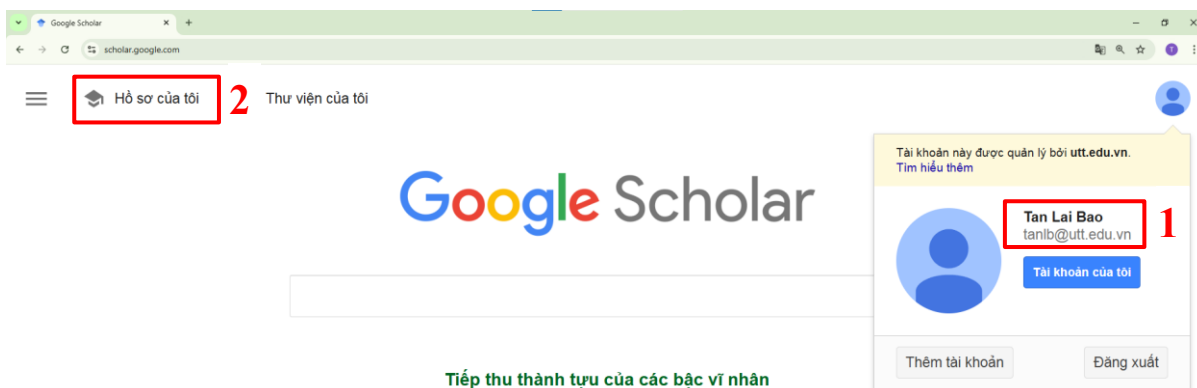 Google Scholar
scholar.google.com
T
Hồ sơ của tôi 2 Thư viện của tôi
Tài khoản này được quản lý bởi utt.edu.vn.
Tìm hiểu thêm
Google Scholar
Tan Lai Bao
tanlb@utt.edu.vn
1
Tài khoản của tôi
Thêm tài khoản Đăng xuất
Tiếp thu thành tựu của các bậc vĩ nhân